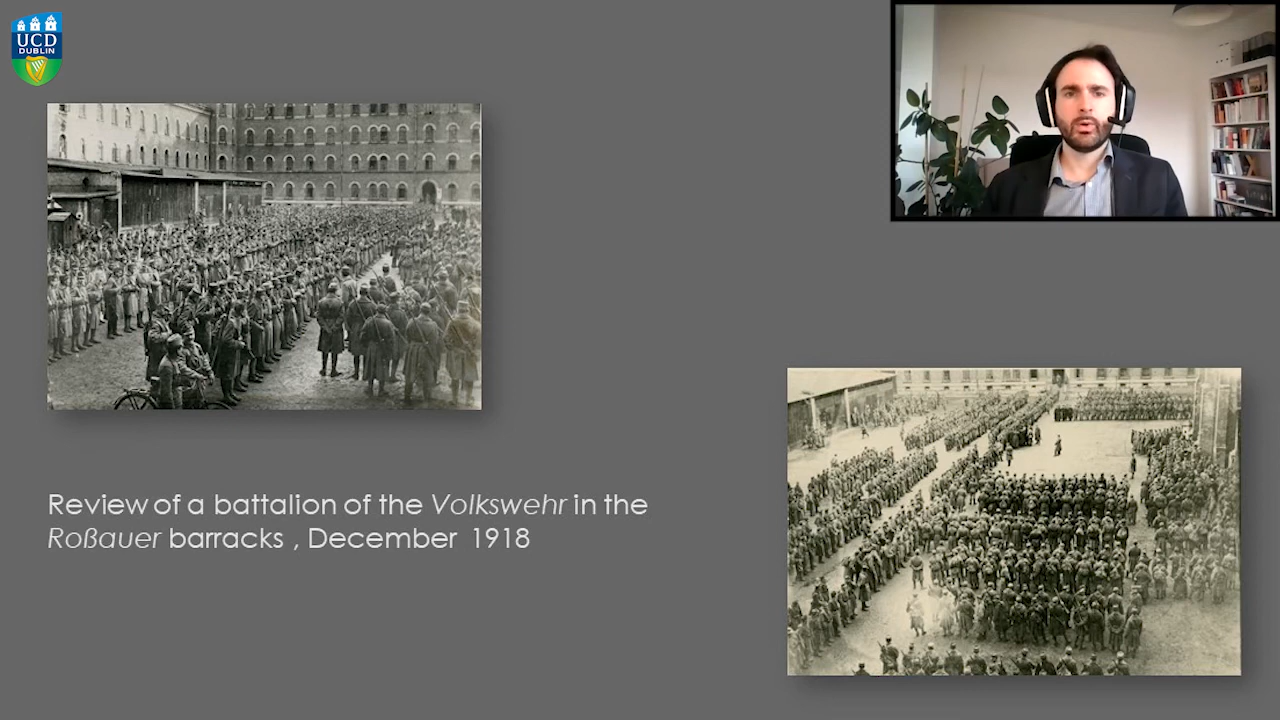 UCD
DUBLIN
Review of a battalion of the Volkswehr in the
Roßauer barracks , December 1918